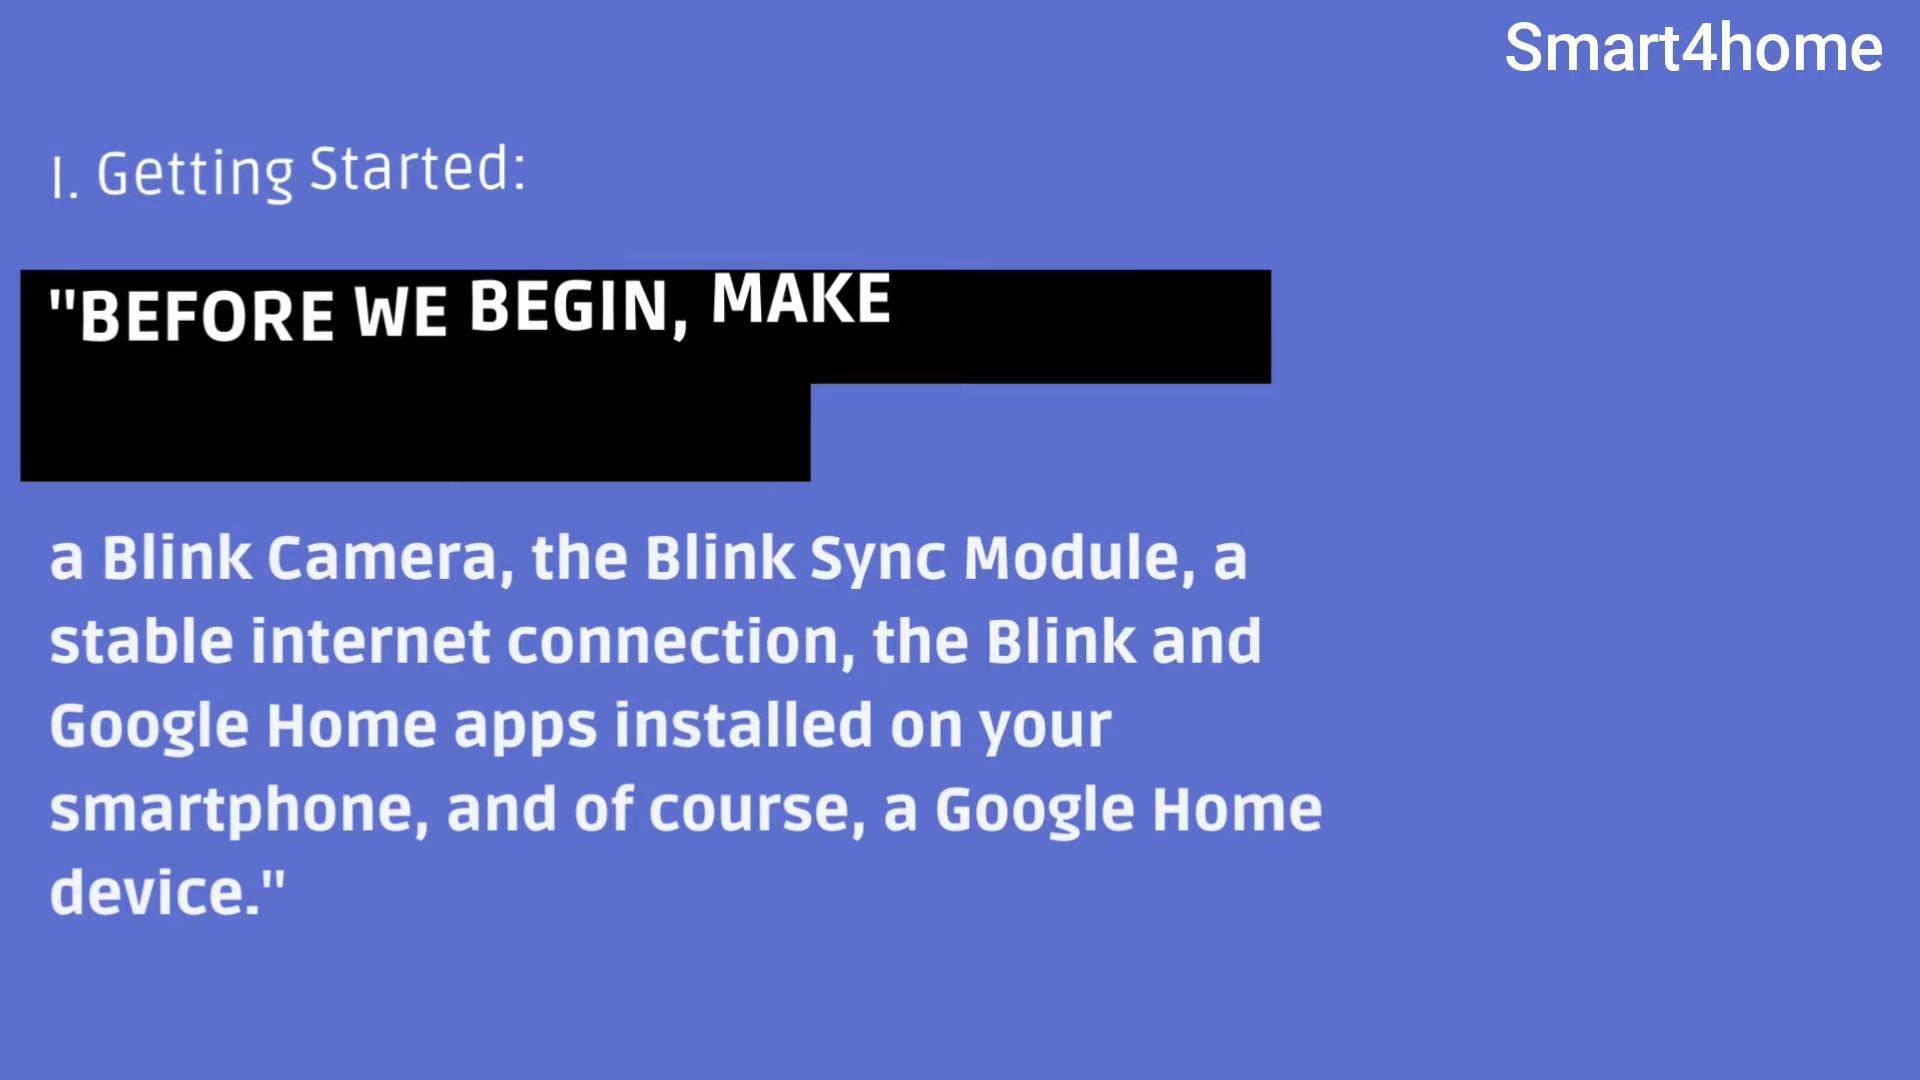 Smart4home
I. Getting Started:
"BEFORE WE BEGIN, MAKE
a Blink Camera, the Blink Sync Module, a
stable internet connection, the Blink and
Google Home apps installed on your
smartphone, and of course, a Google Home
device."